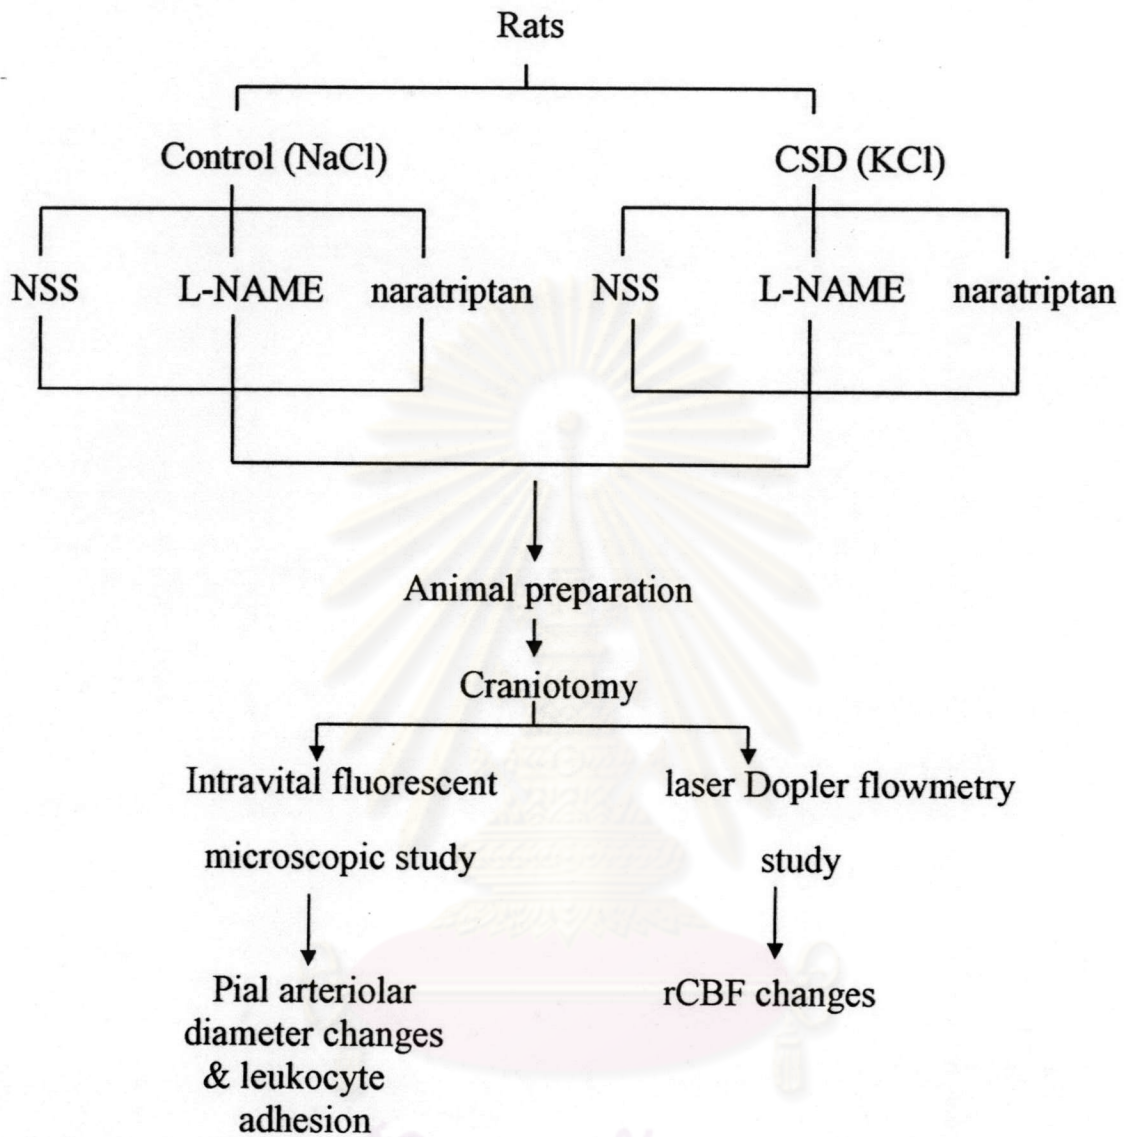 Rats
Control (NaCl) CSD (KCl)
NSS L-NAME naratriptan NSS L-NAME naratriptan
Animal preparation
Craniotomy
Intravital fluorescent laser Dopler flowmetry
microscopic study study
Pial arteriolar rCBF changes
diameter changes
& leukocyte
adhesion